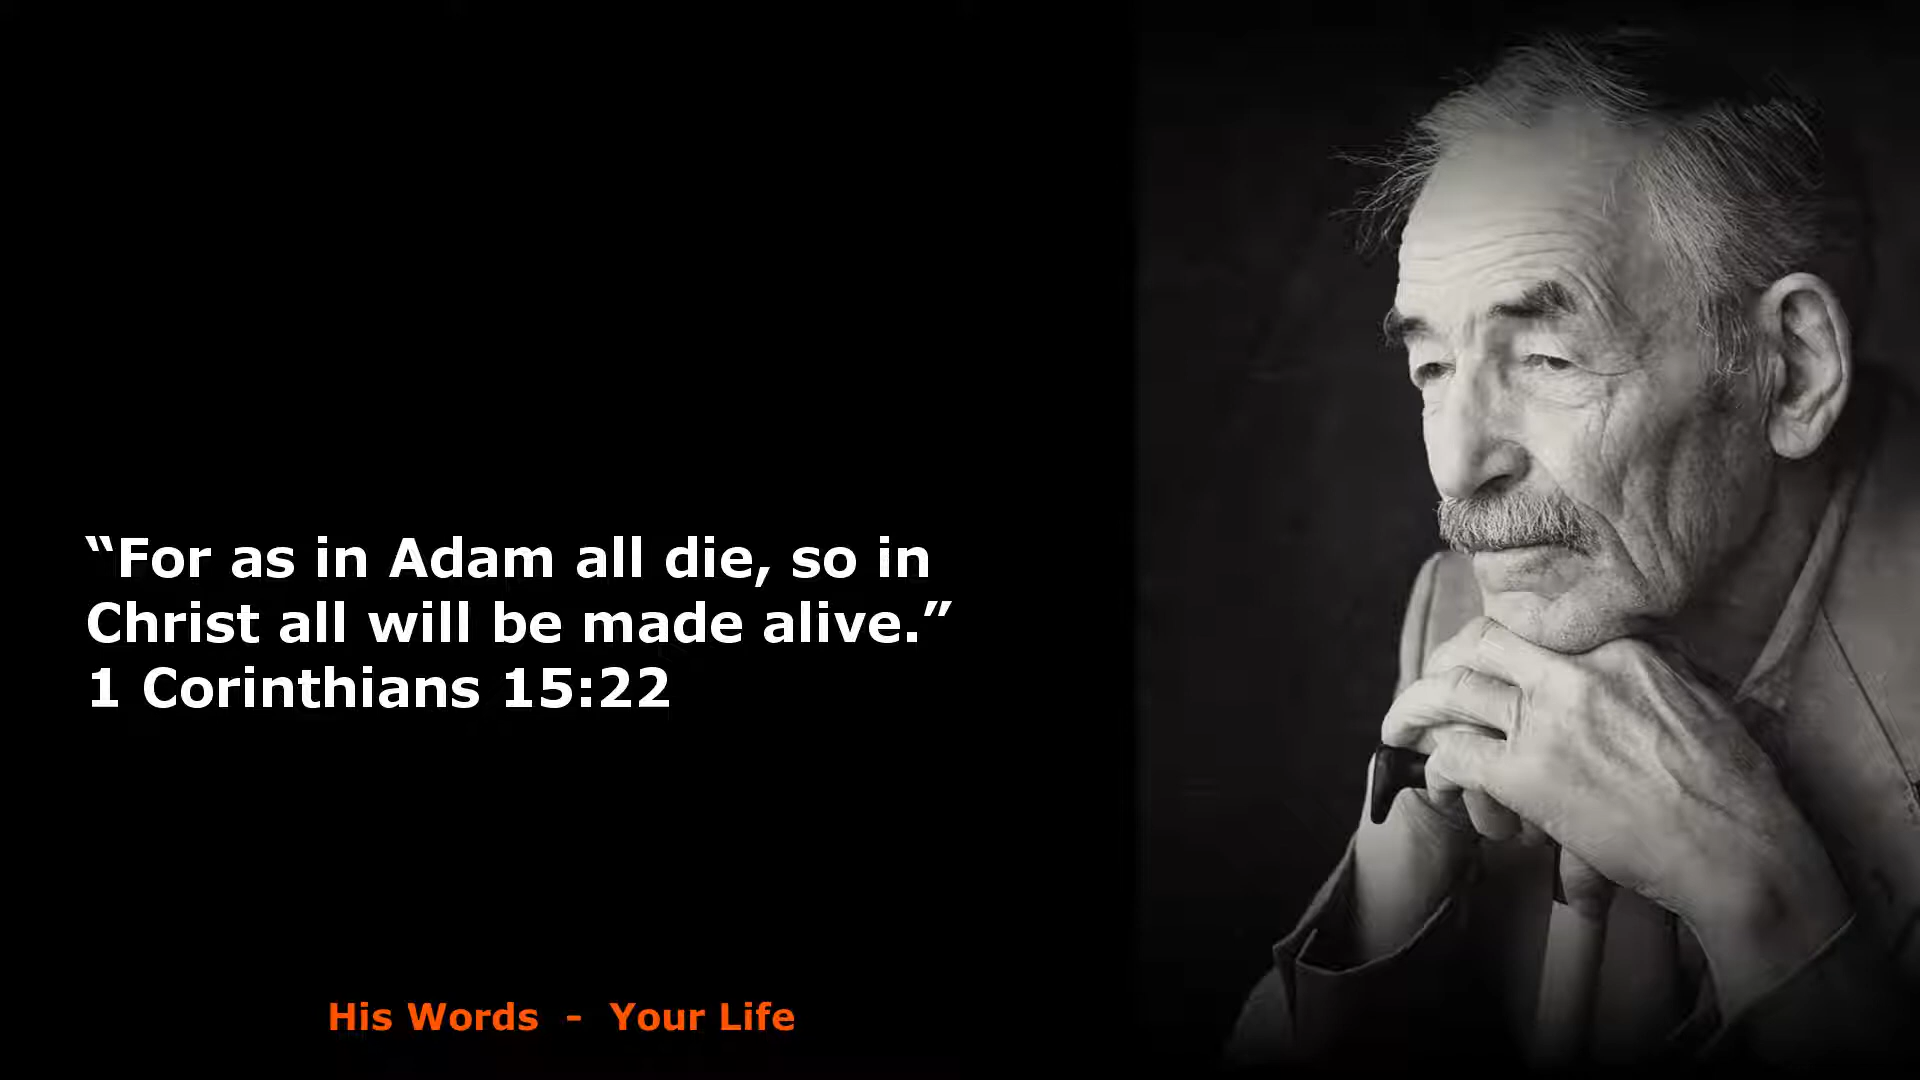 “For as in Adam all die, so in
Christ all will be made alive.”
1 Corinthians 15:22
His Words - Your Life